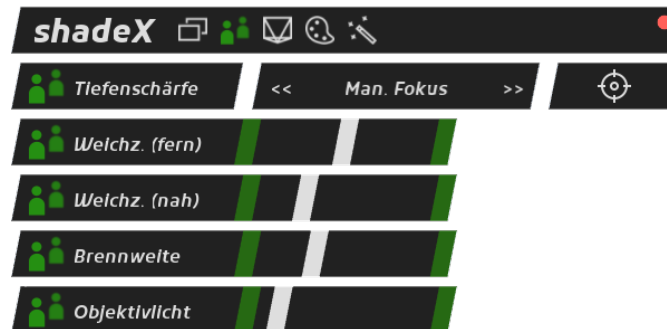 shadeX
Tiefenschärfe << Man. Fokus >>
Weichz. (fern)
Weichz. (nah)
Brennweite
Objektivlicht